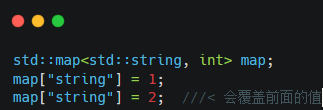 std::map<std::string, int> map;
map["string"] = 1;
map["string"] = 2;  ///< 会覆盖前面的值